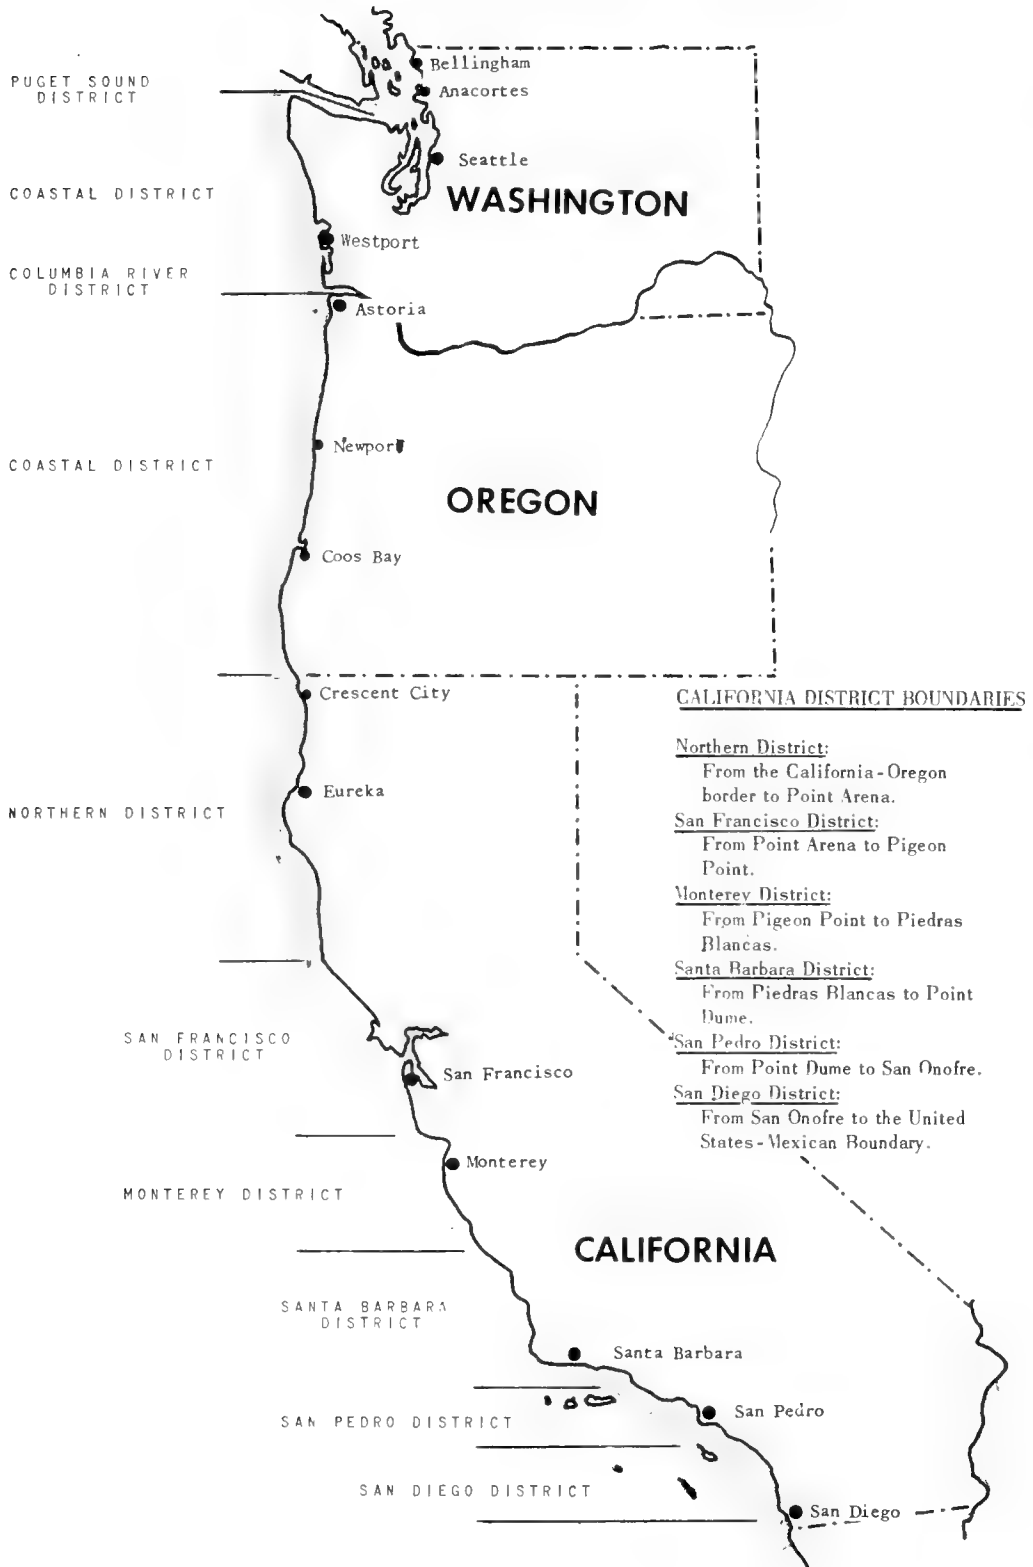 Bellingham
PUGET SOUND
DISTRICT
Anacortes
Seattle
COASTAL DISTRICT
WASHINGTON
Westport
COLUMBIA RIVER
DISTRICT
Astoria
Newport
COASTAL DISTRICT
OREGON
Coos Bay
Crescent City
Eureka
NORTHERN DISTRICT
CALIFORNIA DISTRICT BOUNDARIES
Northern District:
From the California-Oregon
border to Point Arena.
San Francisco District:
From Point Arena to Pigeon
Point.
Monterey District:
From Pigeon Point to Piedras
Blancas.
Santa Barbara District:
From Piedras Blancas to Point
Dume.
San Pedro District:
From Point Dume to San Onofre.
San Diego District:
From San Onofre to the United
States-Mexican Boundary.
SAN FRANCISCO
DISTRICT
San Francisco
Monterey
MONTEREY DISTRICT
CALIFORNIA
SANTA BARBARA
DISTRICT
Santa Barbara
San Pedro
SAN PEDRO DISTRICT
SAN DIEGO DISTRICT
San Diego